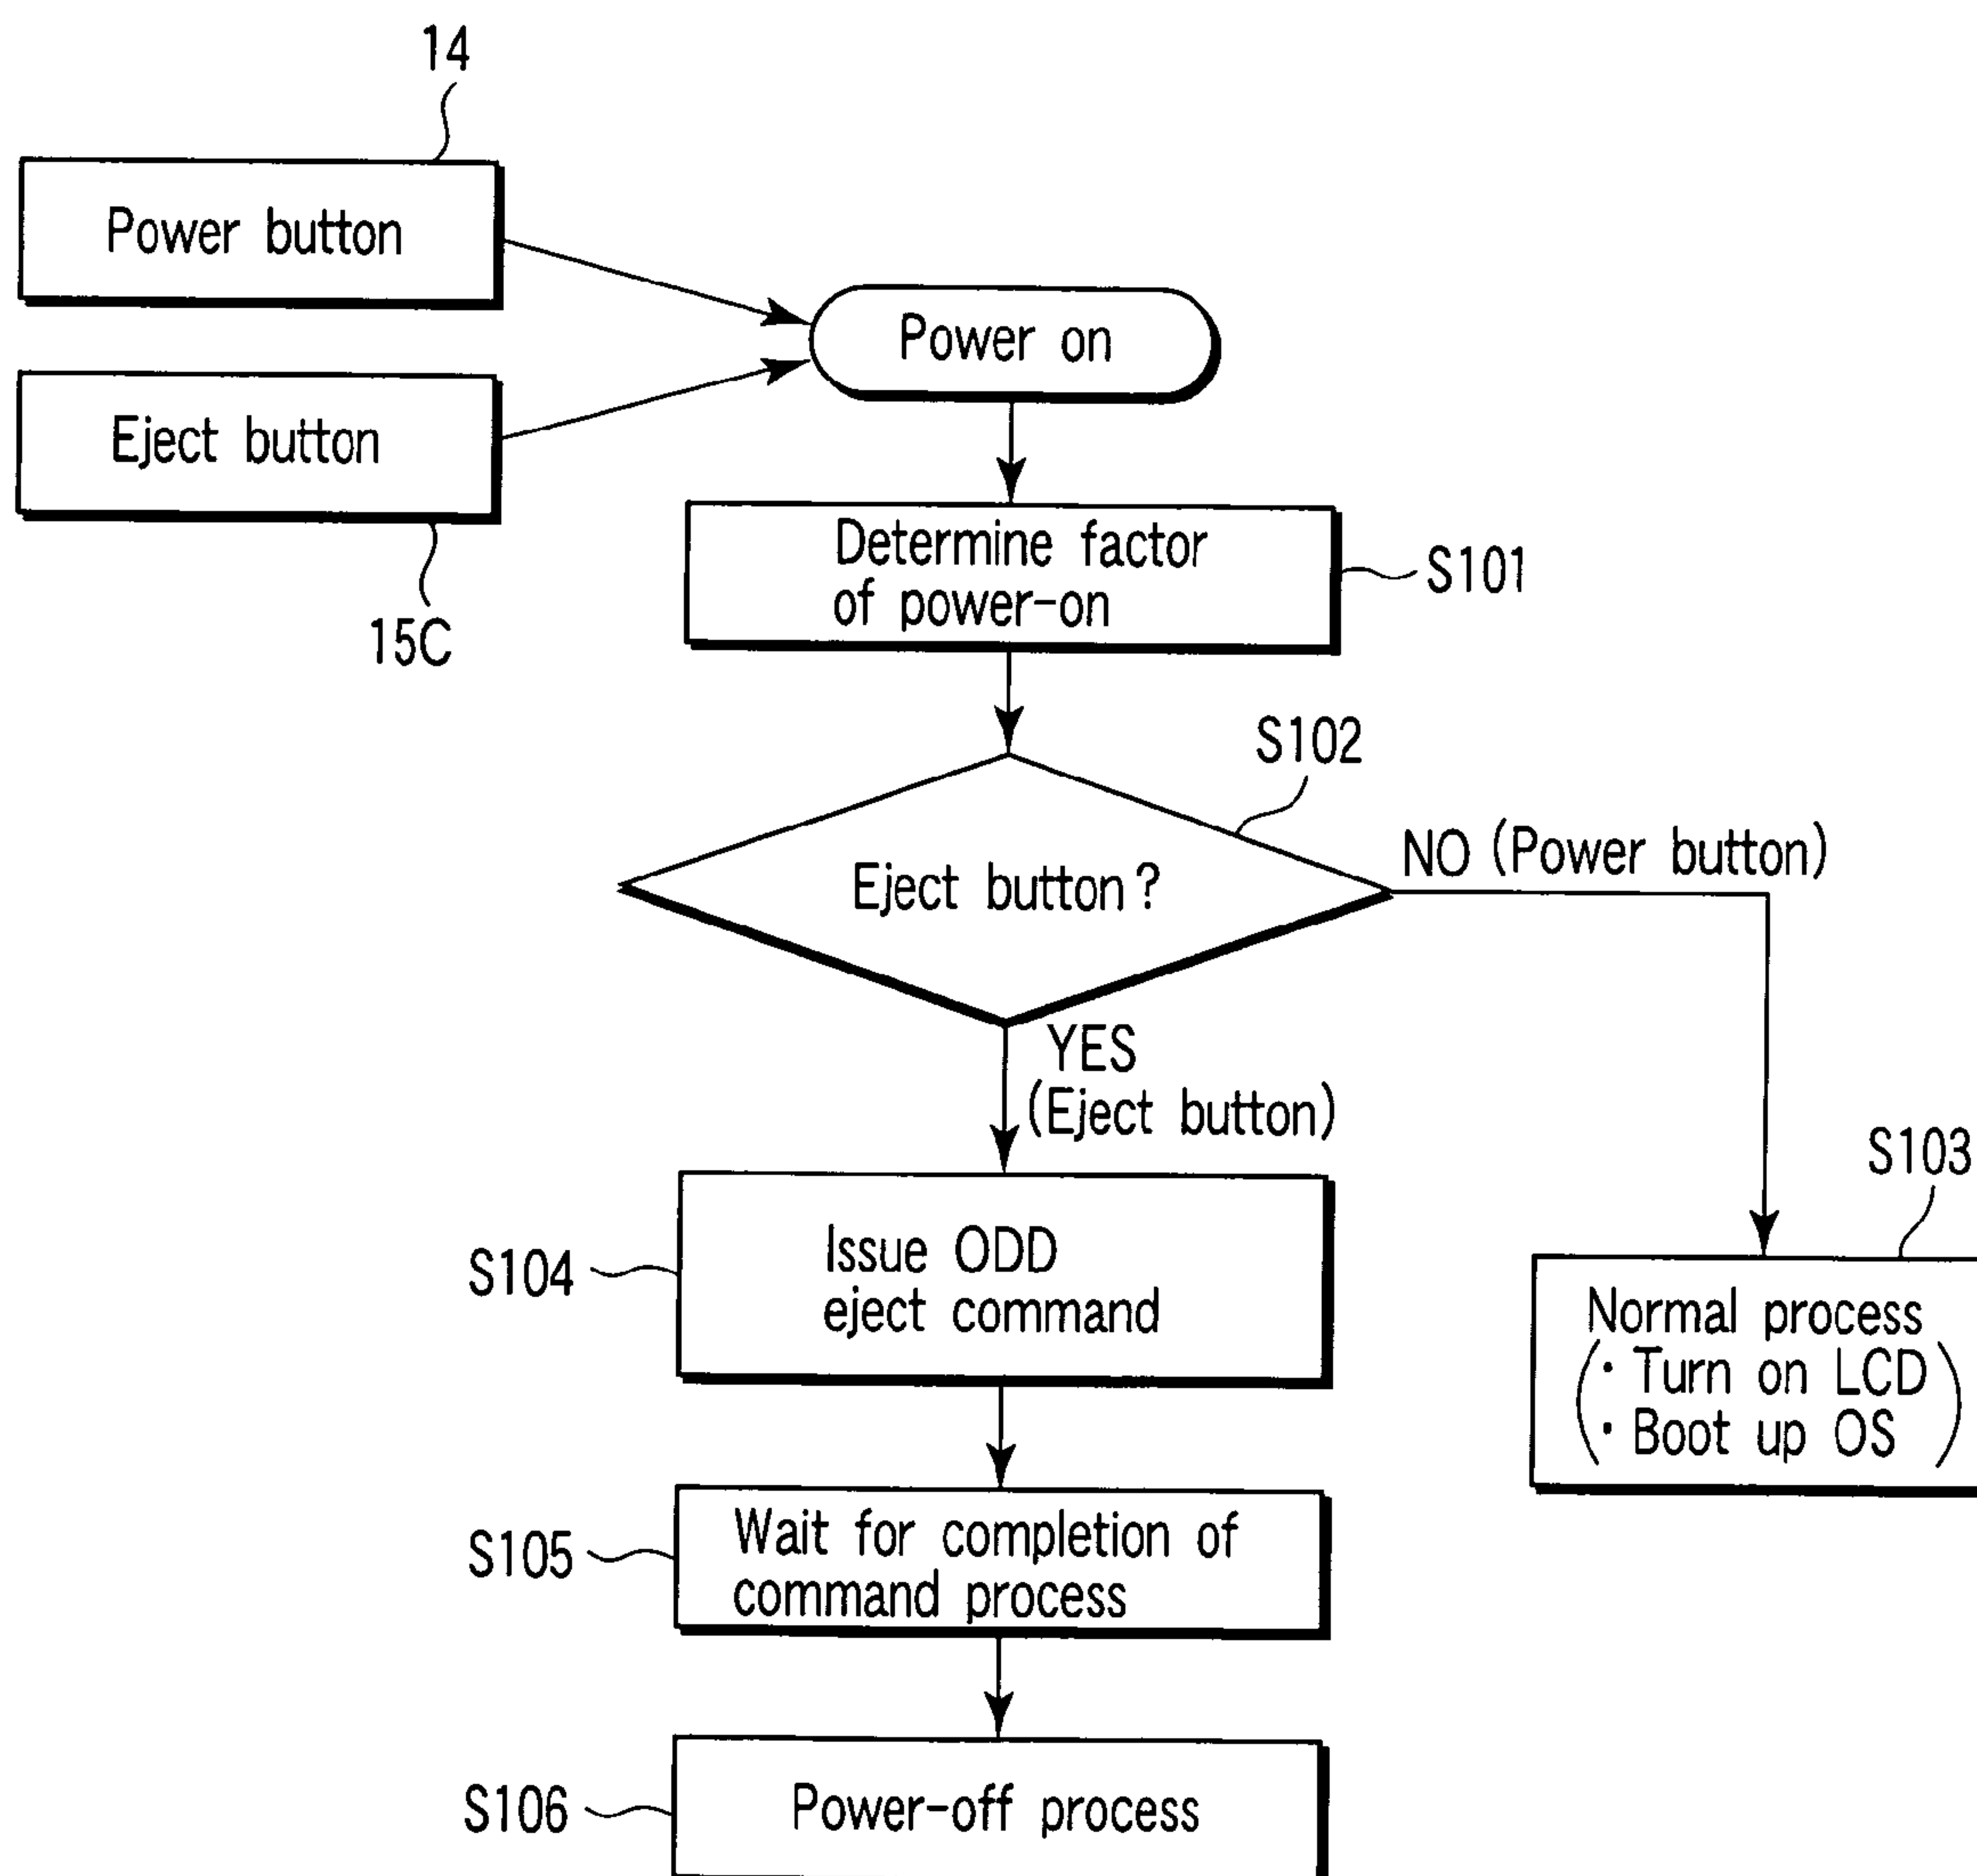 14
Power button
Power on
Eject button
15C
Determine factor
of power-on
S101
S102
Eject button?
NO (Power button)
YES
(Eject button)
S103
S104
Issue ODD
eject command
Normal process
· Turn on LCD
· Boot up OS
S105
Wait for completion of
command process
S106
Power-off process